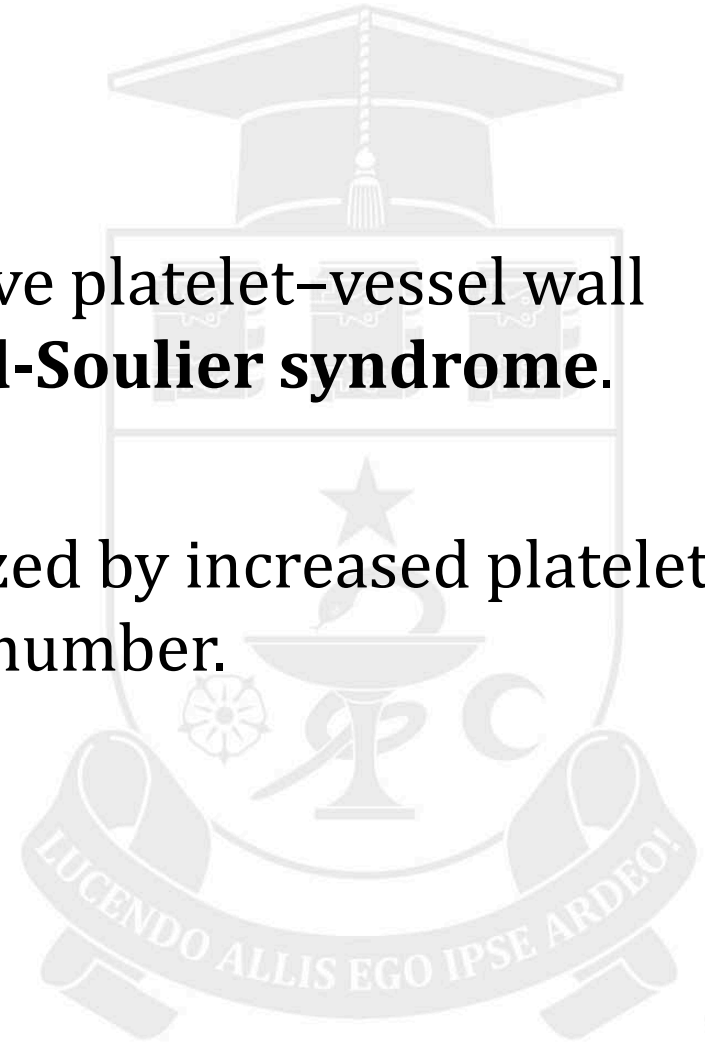 ve platelet–vessel wall
l-Soulier syndrome.
zed by increased platelet
number.
LUCENDO ALLIS EGO IPSE ARDEO!